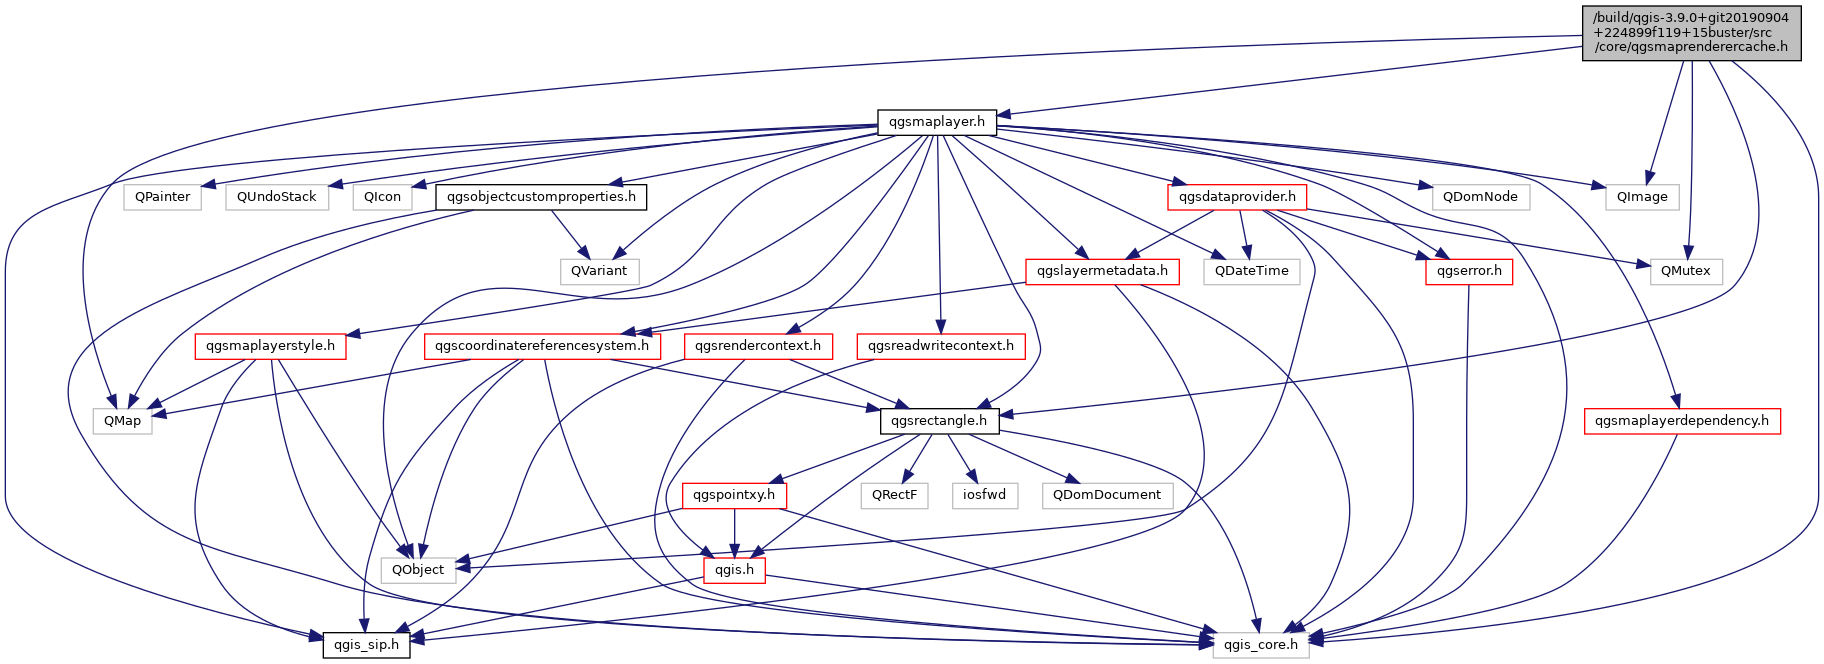 /build/qgis-3.9.0+git20190904
+224899f119+15buster/src
/core/qgsmaprenderercache.h
qgsmaplayer.h
QPainter
QUndoStack
QIcon
qgsobjectcustomproperties.h
qgsdataprovider.h
QDomNode
QImage
QVariant
qgslayermetadata.h
QDateTime
qgserror.h
QMutex
qgsmaplayerstyle.h
qgscoordinatereferencesystem.h
qgsrendercontext.h
qgsreadwritecontext.h
QMap
qgsrectangle.h
qgsmaplayerdependency.h
qgspointxy.h
QRectF
iosfwd
QDomDocument
QObject
qgis.h
qgis_sip.h
qgis_core.h